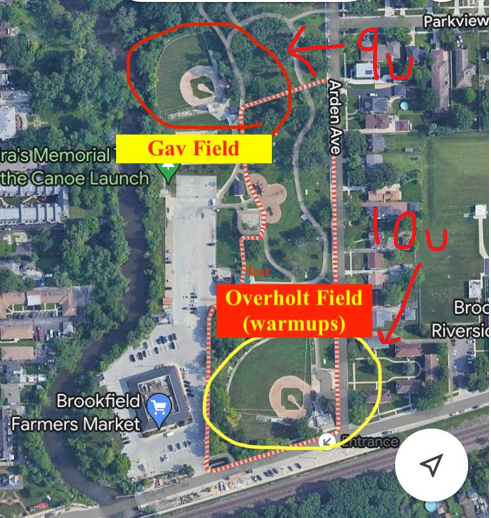 Parkview
9u
Arden Ave
Gav Field
ra's Memorial
the Canoe Launch
10u
Overholt Field
(warmups)
Broo
Riversi
Brookfield
Farmers Market
Entrance